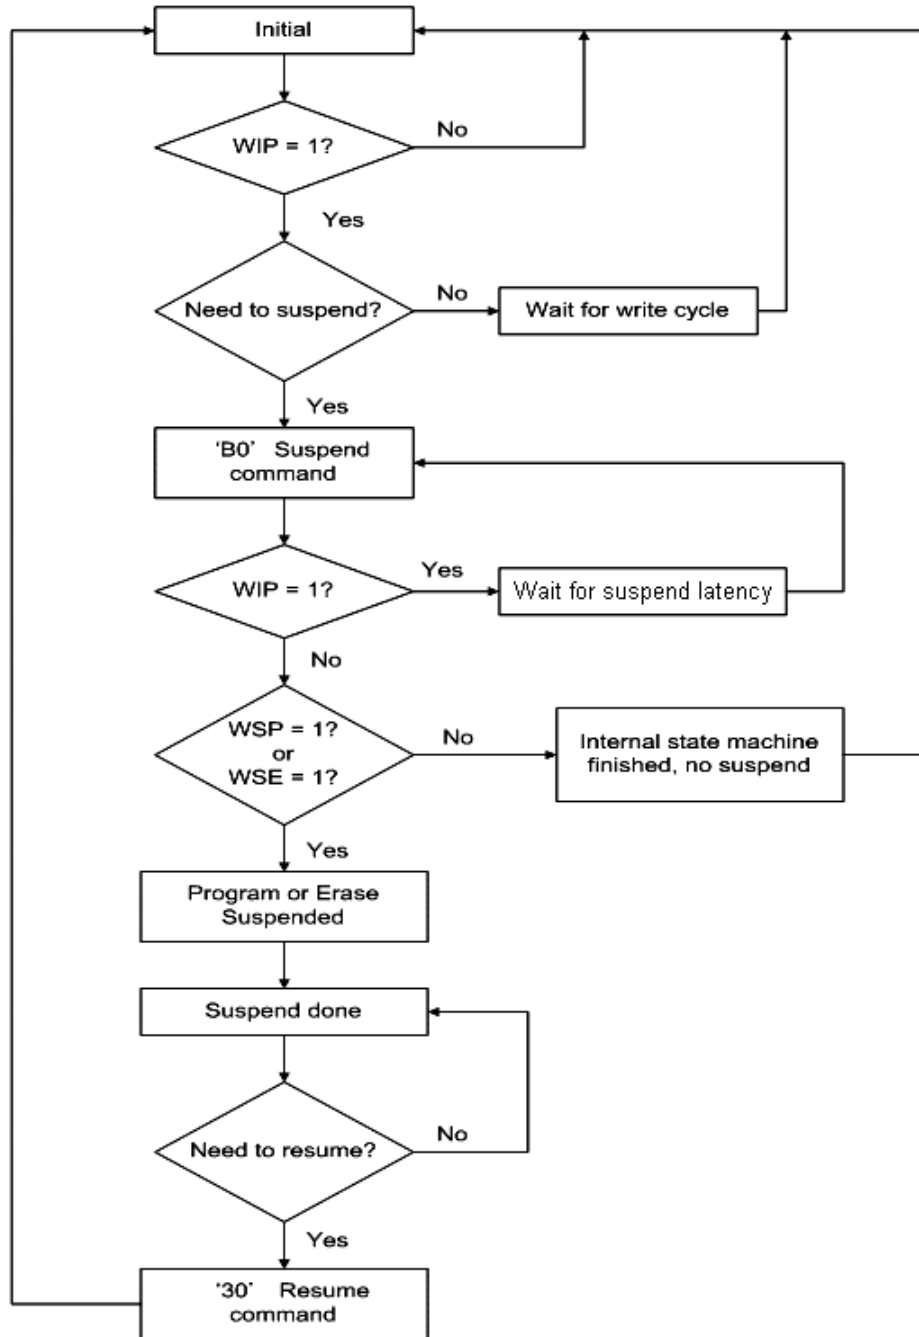 Initial
WIP = 1?
No
Yes
Need to suspend?
No
Wait for write cycle
Yes
‘B0’ Suspend
command
WIP = 1?
Yes
Wait for suspend latency
No
WSP = 1?
or
WSE = 1?
No
Internal state machine
finished, no suspend
Yes
Program or Erase
Suspended
Suspend done
Need to resume?
No
Yes
‘30’ Resume
command